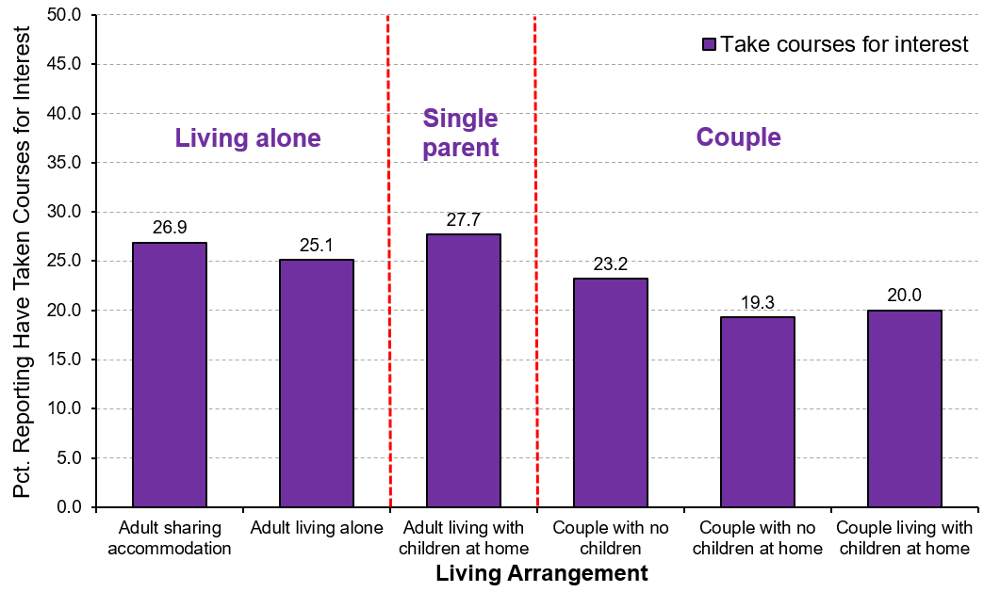 50.0
45.0
40.0
35.0
30.0
25.0
20.0
15.0
10.0
5.0
0.0
Pct. Reporting Have Taken Courses for Interest
Take courses for interest
Living alone
Single
parent
Couple
26.9
25.1
27.7
23.2
19.3
20.0
Adult sharing
accommodation
Adult living alone
Adult living with
children at home
Couple with no
children
Couple with no
children at home
Couple living with
children at home
Living Arrangement